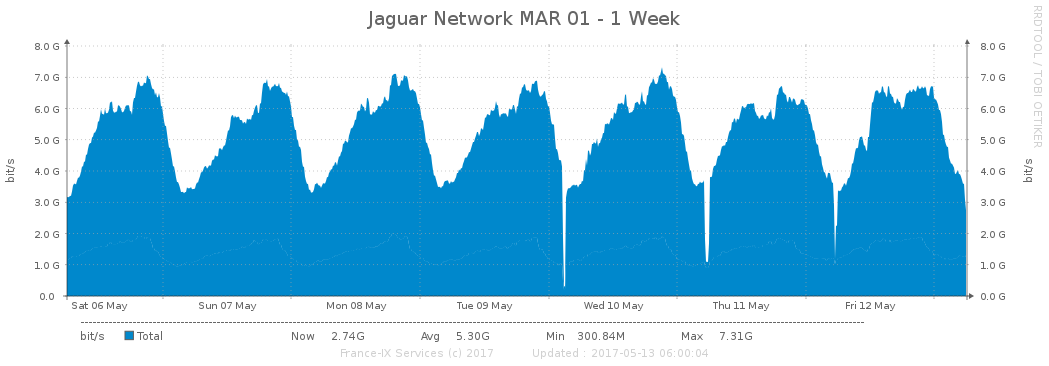 Jaguar Network MAR 01 - 1 Week
RRDTOOL / TOBI OETIKER
bit/s
bit/s
8.0 G 8.0 G
7.0 G 7.0 G
6.0 G 6.0 G
5.0 G 5.0 G
4.0 G 4.0 G
3.0 G 3.0 G
2.0 G 2.0 G
1.0 G 1.0 G
0.0 0.0 G
Sat 06 May Sun 07 May Mon 08 May Tue 09 May Wed 10 May Thu 11 May Fri 12 May
bit/s Total Now 2.74G Avg 5.30G Min 300.84M Max 7.31G
France-IX Services (c) 2017 Updated : 2017-05-13 06:00:04